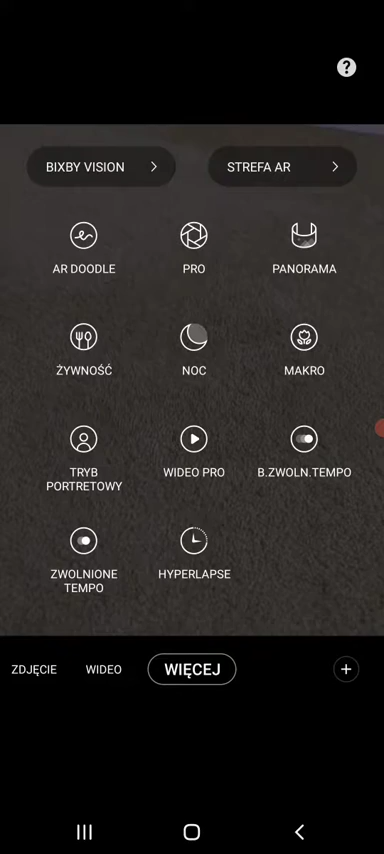 ?
BIXBY VISION
STREFA AR
AR DOODLE
PRO
PANORAMA
ŻYWNOŚĆ
NOC
MAKRO
TRYB
PORTRETOWY
WIDEO PRO
B.ZWOLN.TEMPO
ZWOLNIONE
TEMPO
HYPERLAPSE
ZDJĘCIE
WIDEO
WIĘCEJ
+